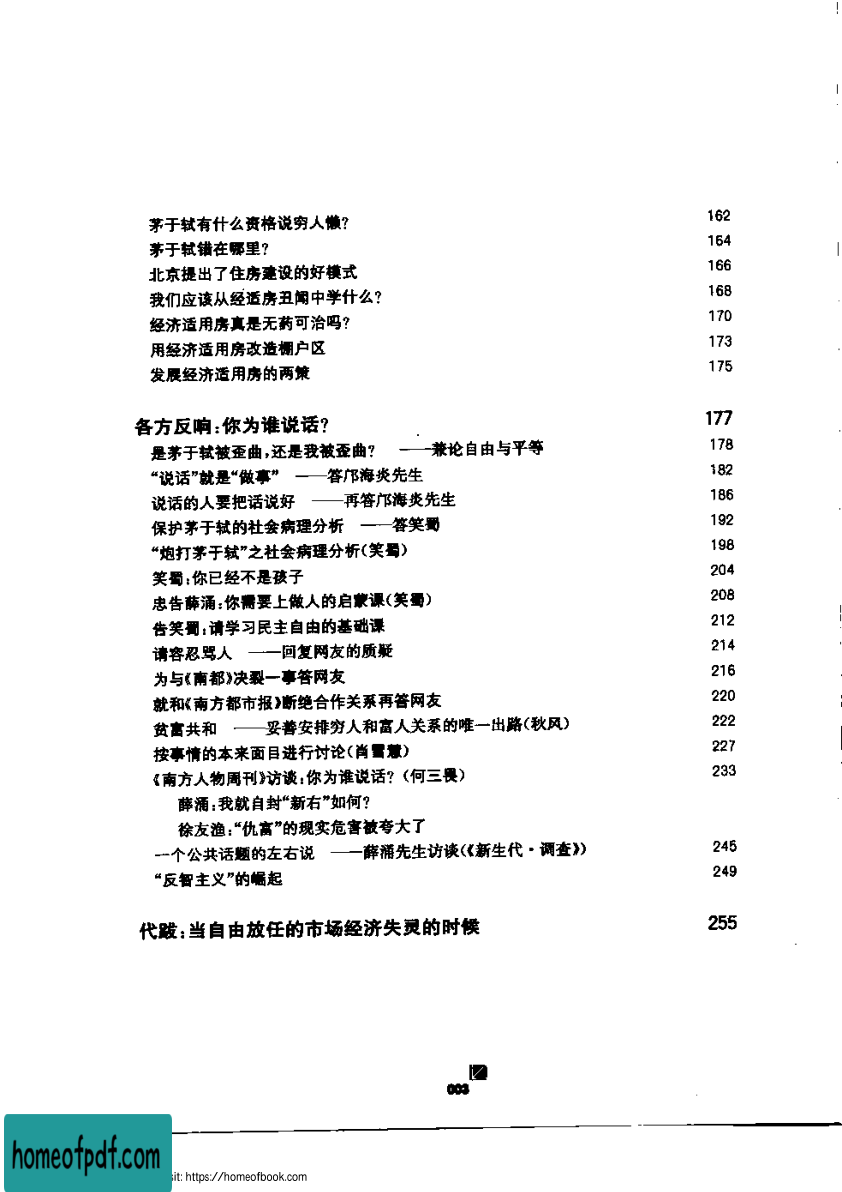 茅于轼有什么资格说穷人懒? 162
茅于轼错在哪里? 164
北京提出了住房建设的好模式 166
我们应该从经适房丑闻中学什么? 168
经济适用房真是无药可治吗? 170
用经济适用房改造棚户区 173
发展经济适用房的两策 175
各方反响:你为谁说话? 177
是茅于轼被歪曲,还是我被歪曲? ——兼论自由与平等 178
“说话”就是“做事” ——答邝海炎先生 182
说话的人要把话说好 ——再答邝海炎先生 186
保护茅于轼的社会病理分析 ——答笑蜀 192
“炮打茅于轼”之社会病理分析(笑蜀) 198
笑蜀:你已经不是孩子 204
忠告薛涌:你需要上做人的启蒙课(笑蜀) 208
告笑蜀:请学习民主自由的基础课 212
请容忍骂人 ——回复网友的质疑 214
为与《南都》决裂一事答网友 216
就和《南方都市报》断绝合作关系再答网友 220
贫富共和 ——妥善安排穷人和富人关系的唯一出路(秋风) 222
按事情的本来面目进行讨论(肖雪慧) 227
《南方人物周刊》访谈:你为谁说话?(何三畏) 233
薛涌:我就自封“新右”如何?
徐友渔:“仇富”的现实危害被夸大了
一个公共话题的左右说 ——薛涌先生访谈(《新生代·调查》) 245
“反智主义”的崛起 249
代跋:当自由放任的市场经济失灵的时候 255
003
homeofpdf.com
sit: https://homeofbook.com